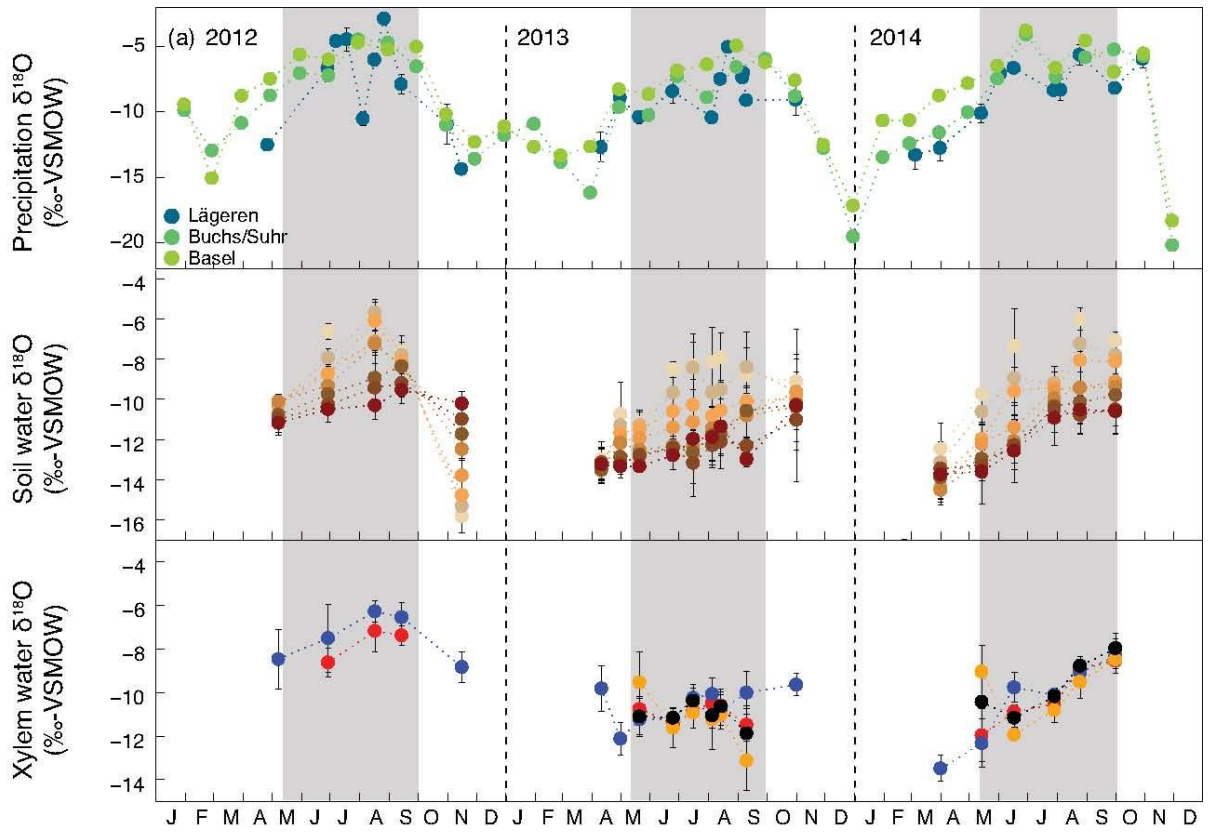 (a) 2012 2013 2014
Precipitation δ¹⁸O
(‰-VSMOW)
−5
−10
−15
−20
Lägeren
Buchs/Suhr
Basel
Soil water δ¹⁸O
(‰-VSMOW)
−4
−6
−8
−10
−12
−14
−16
Xylem water δ¹⁸O
(‰-VSMOW)
−4
−6
−8
−10
−12
−14
J F M A M J J A S O N D J F M A M J J A S O N D J F M A M J J A S O N D